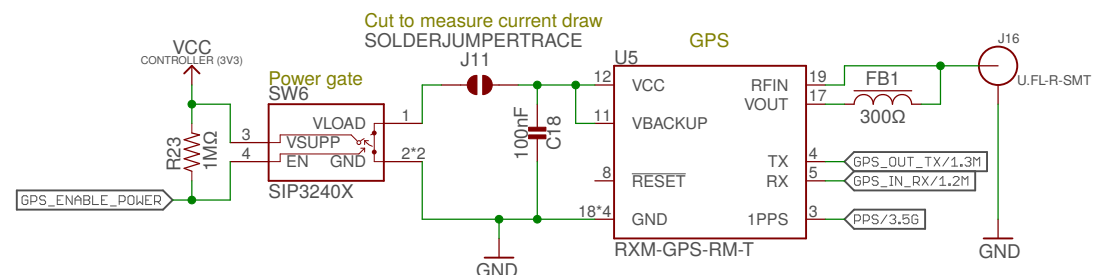 Cut to measure current draw
SOLDERJUMPERTRACE
J11
GPS
U5
J16
U.FL-R-SMT
VCC
CONTROLLER (3V3)
Power gate
SW6
VLOAD
VSUPP
EN
GND
1
2*2
3
4
SIP3240X
R23
1MΩ
GPS_ENABLE_POWER
100nF
C18
GND
12
VCC
11
VBACKUP
8
RESET
18*4
GND
RFIN
19
VOUT
17
FB1
300Ω
TX
4
GPS_OUT_TX/1.3M
RX
5
GPS_IN_RX/1.2M
1PPS
3
PPS/3.5G
RXM-GPS-RM-T
GND